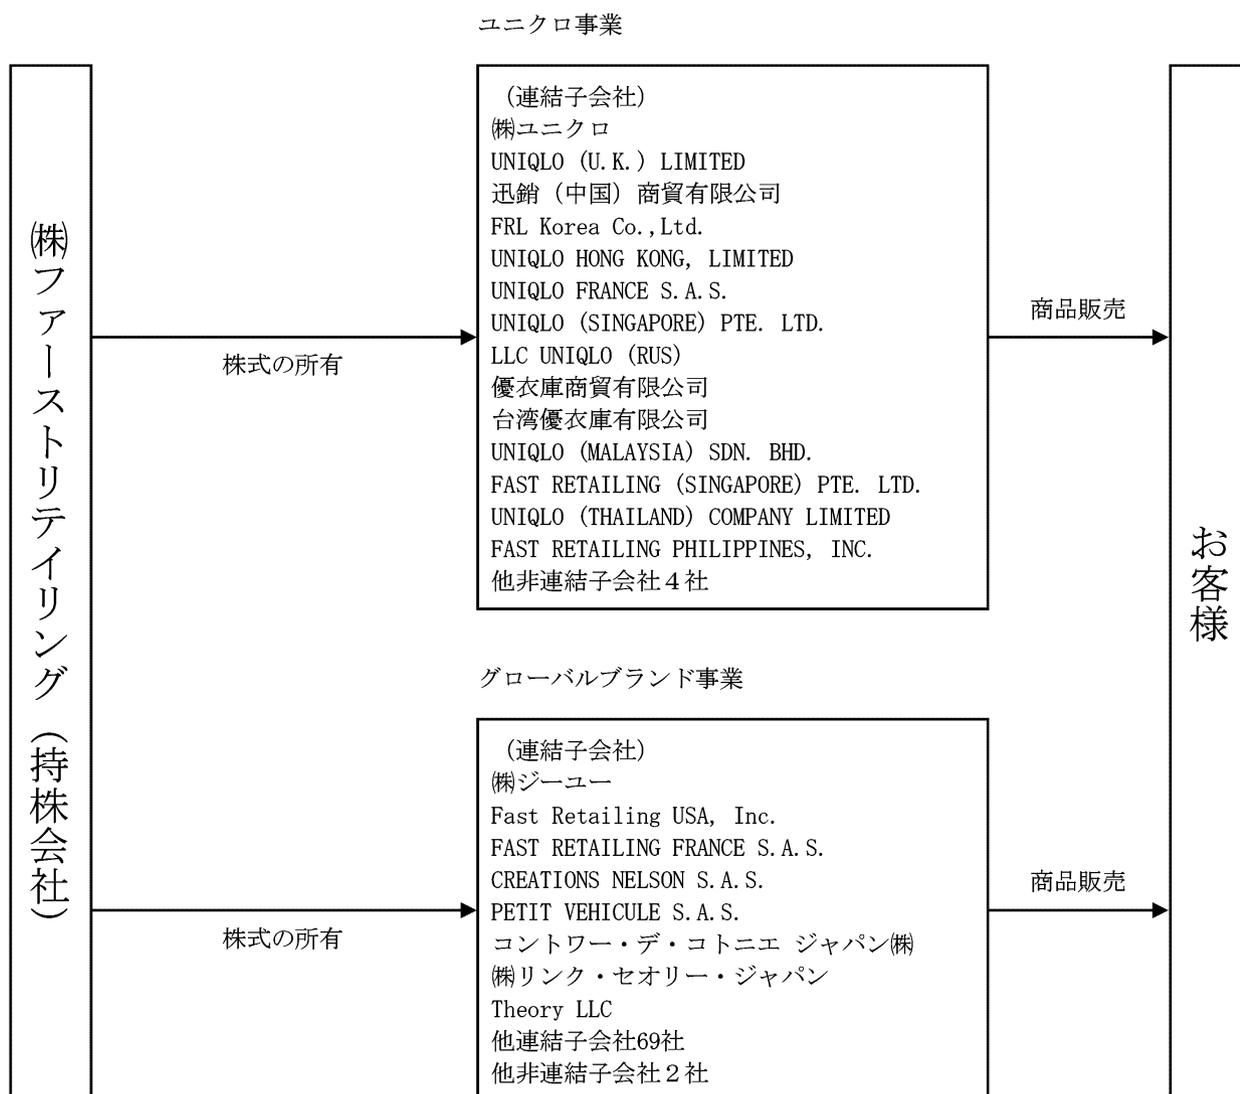 ユニクロ事業
㈱ファーストリテイリング（持株会社）
（連結子会社）
㈱ユニクロ
UNIQLO (U.K.) LIMITED
迅銷（中国）商貿有限公司
FRL Korea Co.,Ltd.
UNIQLO HONG KONG, LIMITED
UNIQLO FRANCE S.A.S.
UNIQLO (SINGAPORE) PTE. LTD.
LLC UNIQLO (RUS)
優衣庫商貿有限公司
台湾優衣庫有限公司
UNIQLO (MALAYSIA) SDN. BHD.
FAST RETAILING (SINGAPORE) PTE. LTD.
UNIQLO (THAILAND) COMPANY LIMITED
FAST RETAILING PHILIPPINES, INC.
他非連結子会社４社
株式の所有
商品販売
お客様
グローバルブランド事業
（連結子会社）
㈱ジーユー
Fast Retailing USA, Inc.
FAST RETAILING FRANCE S.A.S.
CREATIONS NELSON S.A.S.
PETIT VEHICULE S.A.S.
コントワー・デ・コトニエ ジャパン㈱
㈱リンク・セオリー・ジャパン
Theory LLC
他連結子会社69社
他非連結子会社２社
株式の所有
商品販売